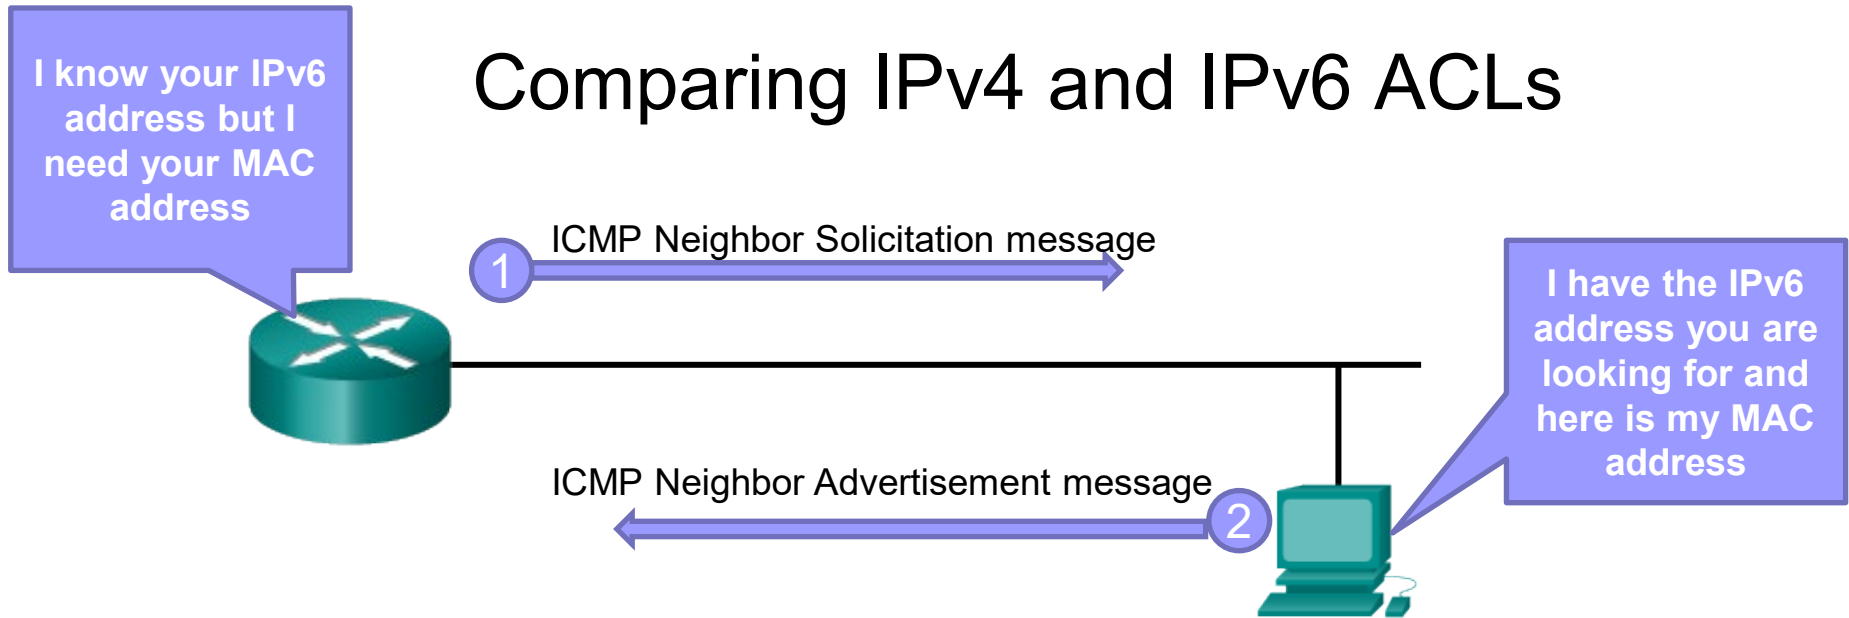 I know your IPv6
address but I
need your MAC
address
Comparing IPv4 and IPv6 ACLs
ICMP Neighbor Solicitation message
1
I have the IPv6
address you are
looking for and
here is my MAC
address
ICMP Neighbor Advertisement message
2